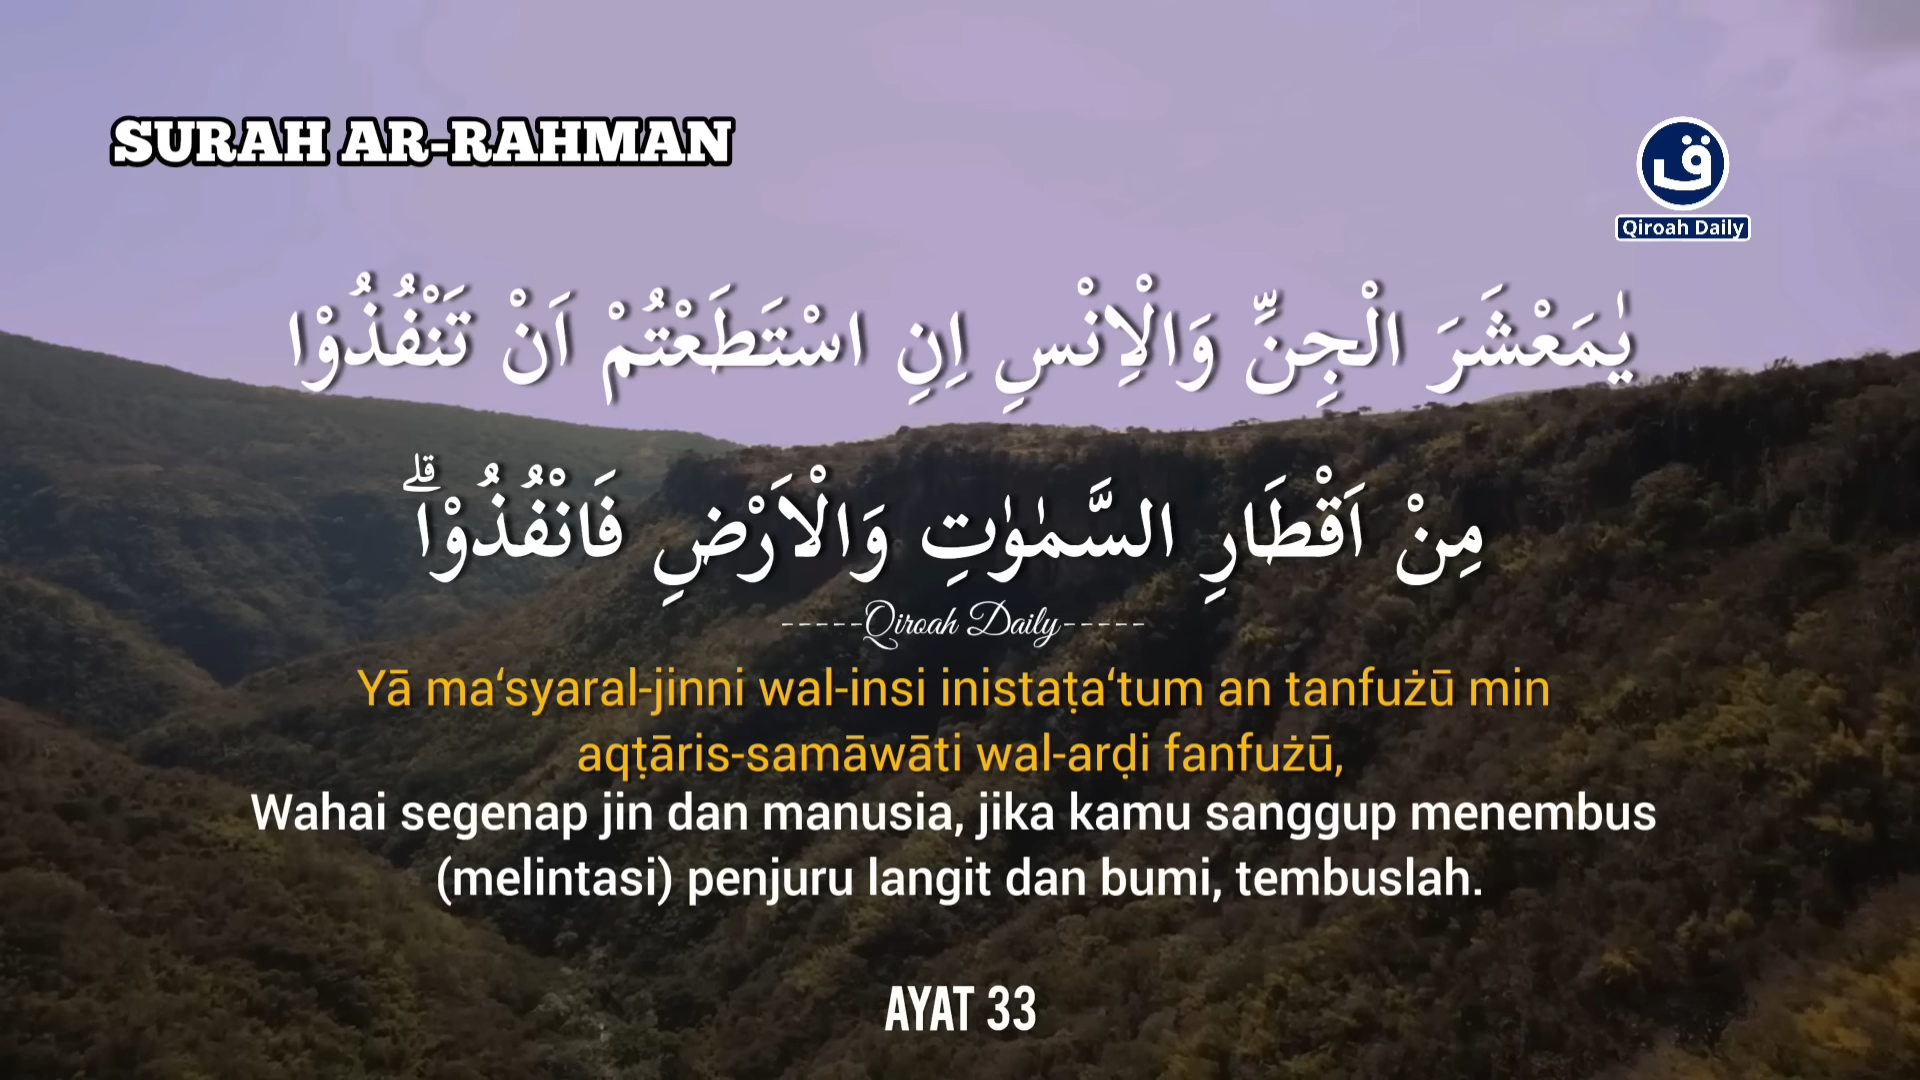 SURAH AR-RAHMAN
ق
Qiroah Daily
يٰمَعْشَرَ الْجِنِّ وَالْاِنْسِ اِنِ اسْتَطَعْتُمْ اَنْ تَنْفُذُوْا
مِنْ اَقْطَارِ السَّمٰوٰتِ وَالْاَرْضِ فَانْفُذُوْاۗ
-----Qiroah Daily-----
Yā ma‘syaral-jinni wal-insi inistaṭa‘tum an tanfużū min
aqṭāris-samāwāti wal-arḍi fanfużū,
Wahai segenap jin dan manusia, jika kamu sanggup menembus
(melintasi) penjuru langit dan bumi, tembuslah.
AYAT 33